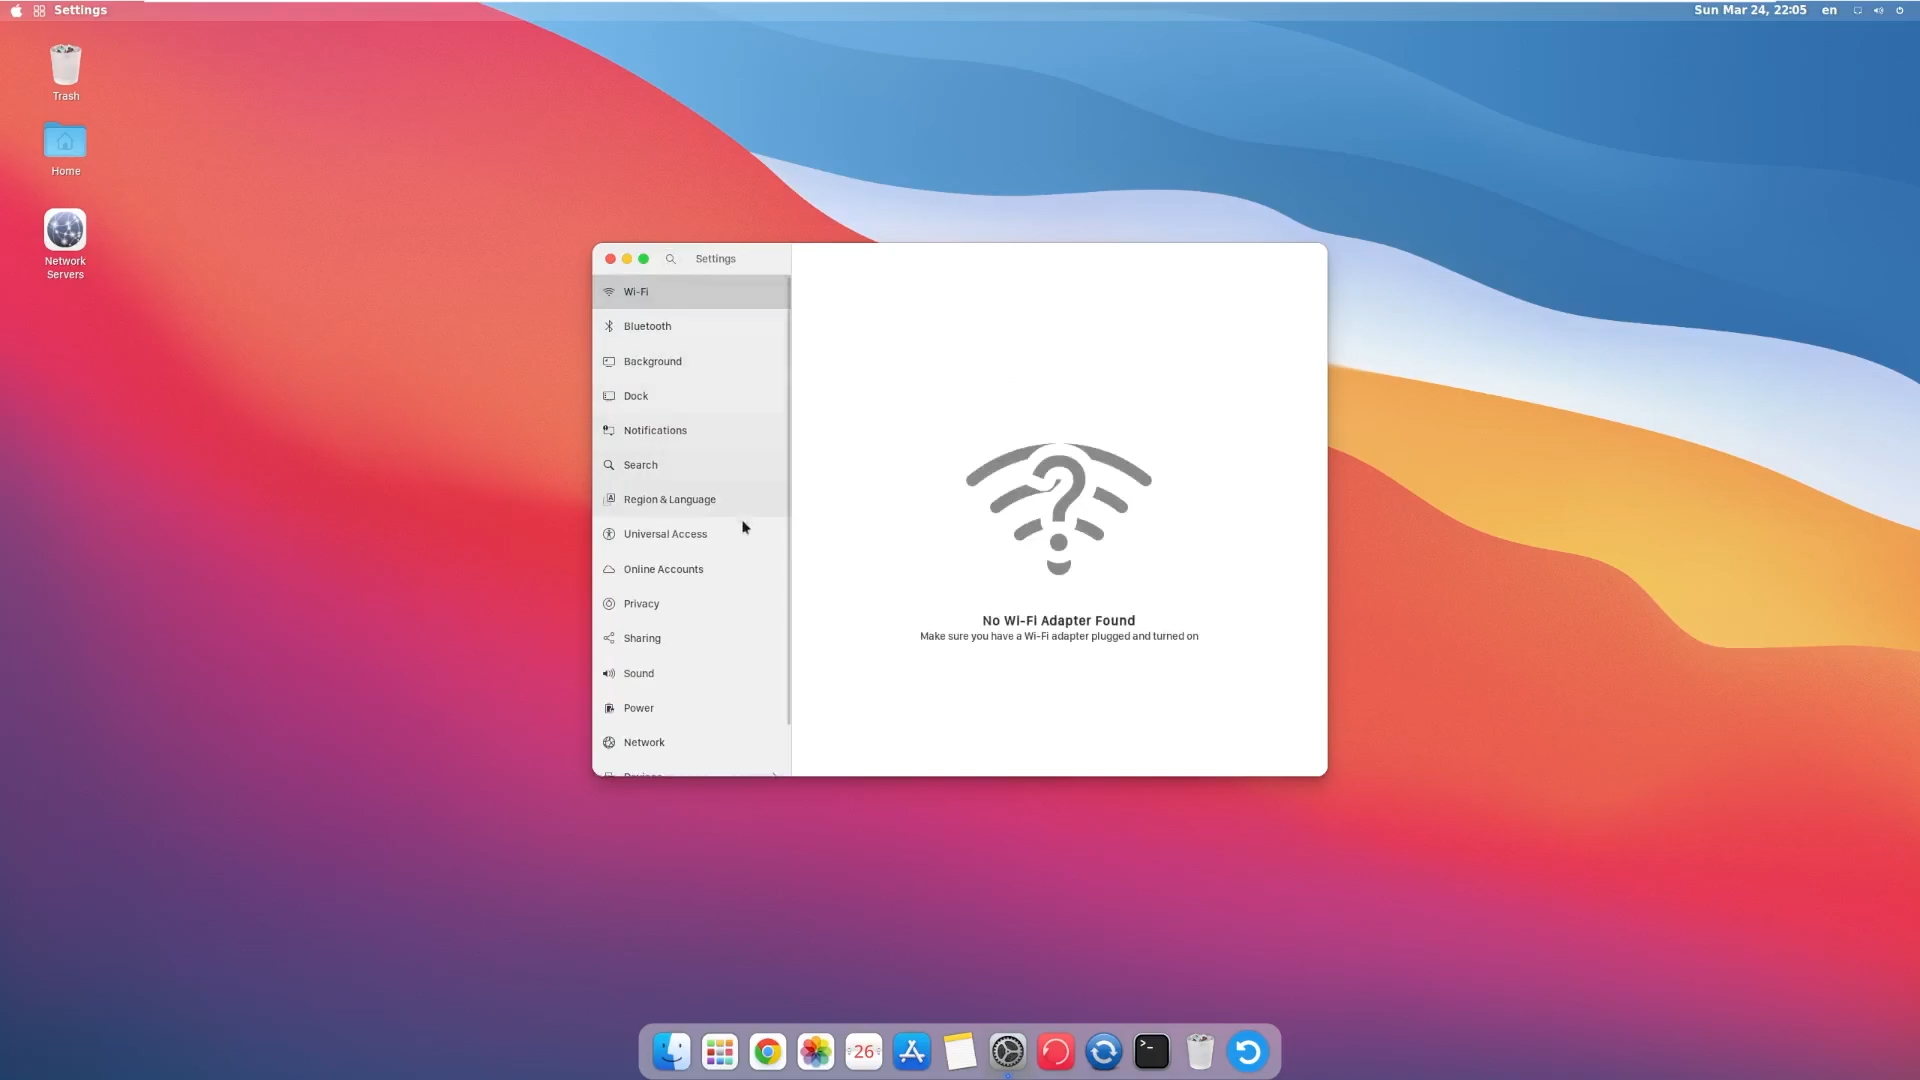 Settings
Sun Mar 24, 22:05 en
Trash
Home
Network
Servers
Settings
Wi-Fi
Bluetooth
Background
Dock
Notifications
Search
Region & Language
Universal Access
Online Accounts
Privacy
Sharing
Sound
Power
Network
No Wi-Fi Adapter Found
Make sure you have a Wi-Fi adapter plugged and turned on
26
>_